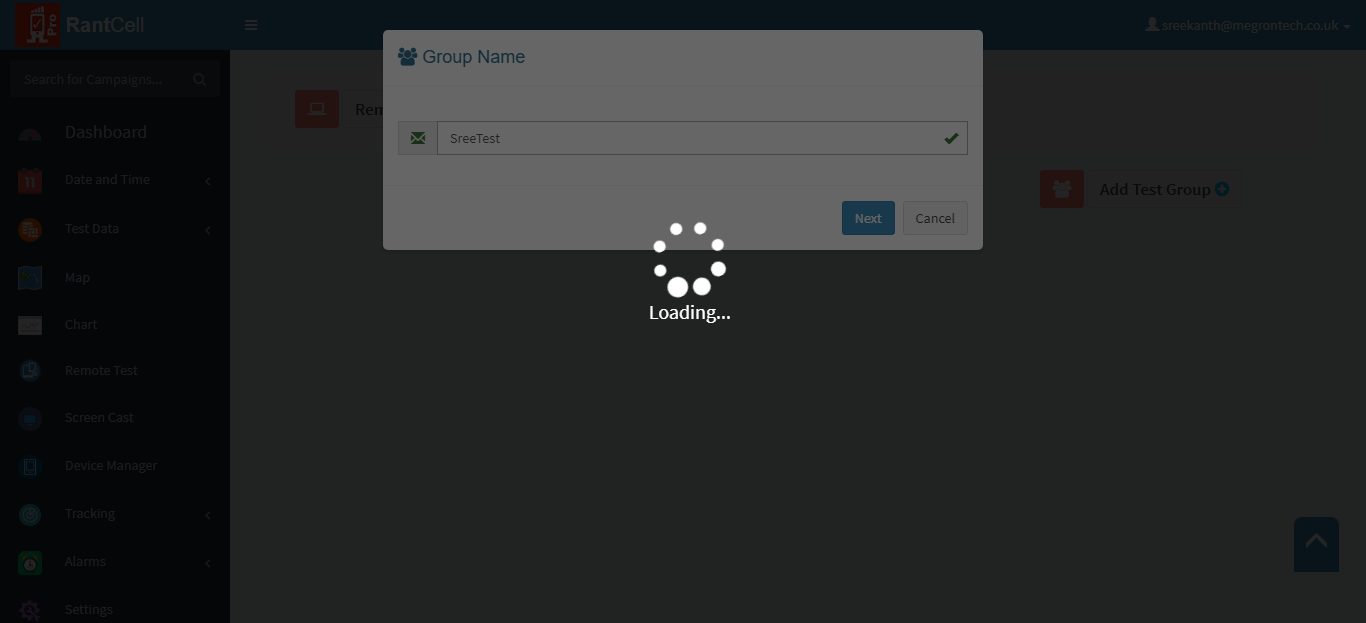 Pro
RantCell
sreekanth@megrontech.co.uk
Group Name
Search for Campaigns...
Rem
SreeTest
Dashboard
11
Date and Time
Add Test Group
Next
Cancel
Test Data
Map
Loading...
Chart
Remote Test
Screen Cast
Device Manager
Tracking
Alarms
Settings